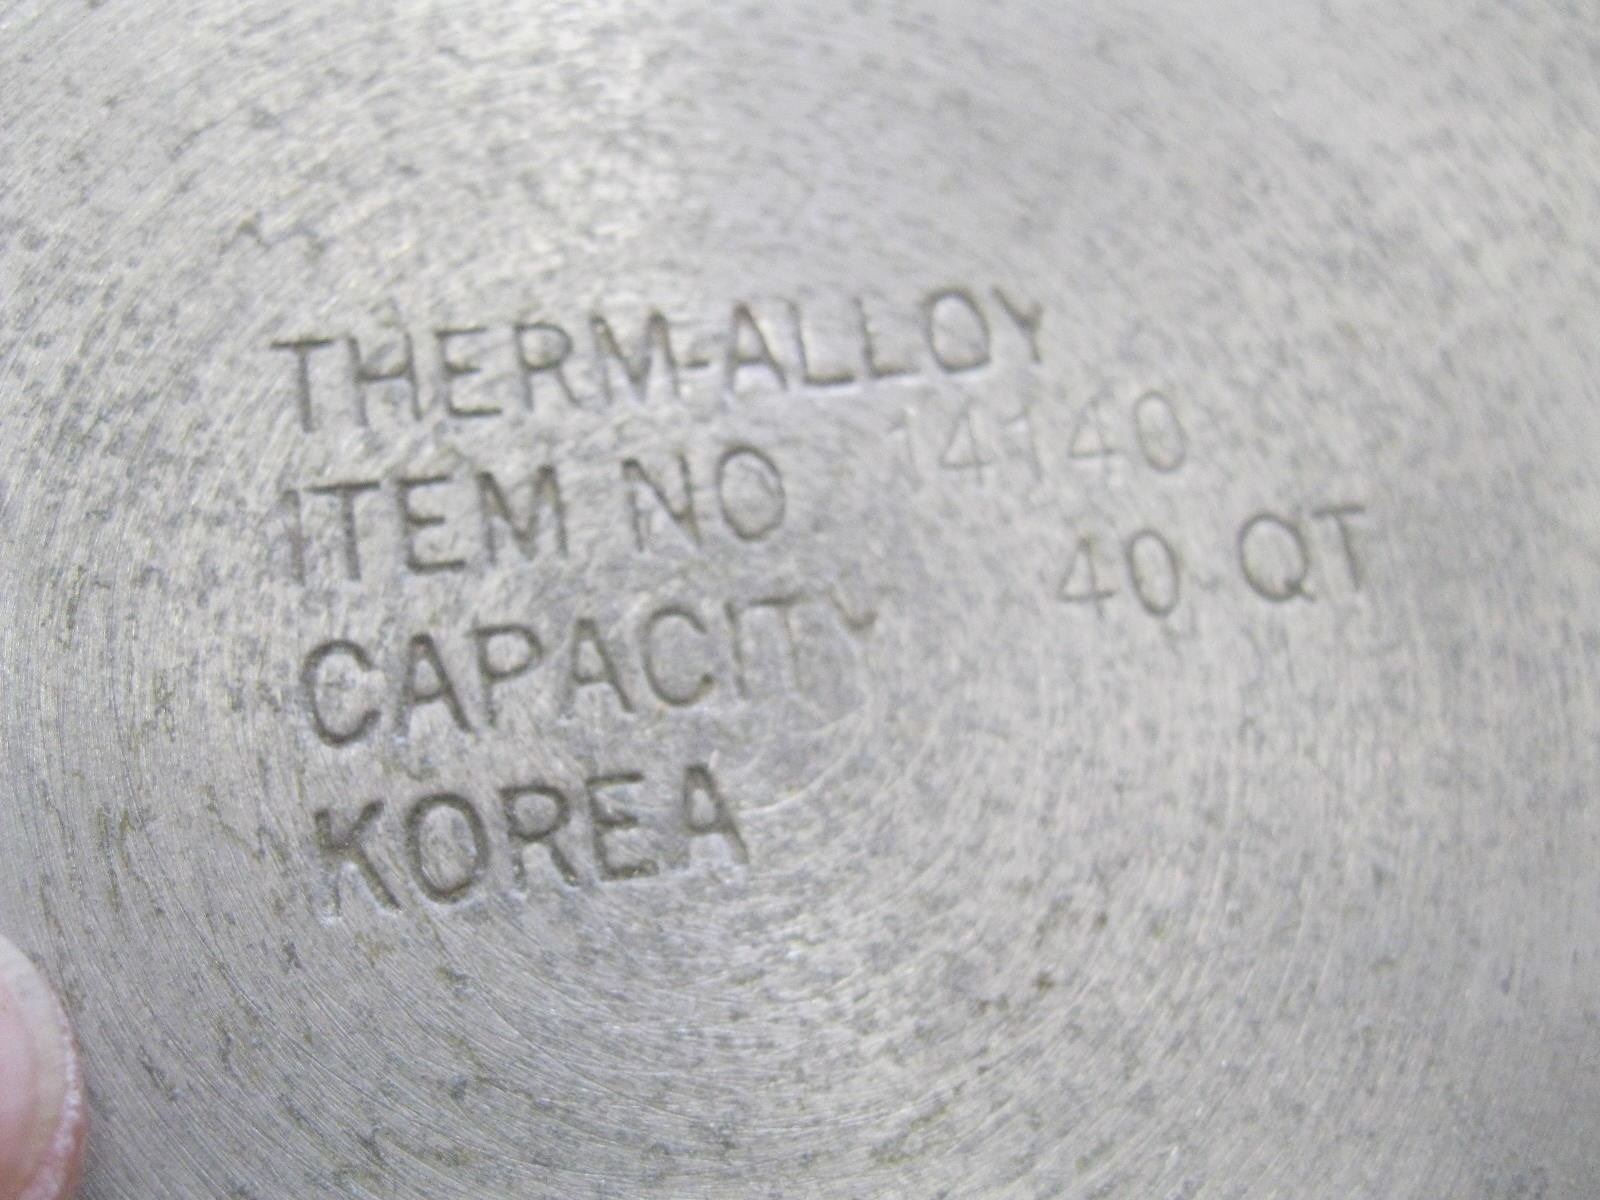 THERM-ALLOY
ITEM NO 14140
CAPACITY 40 QT
KOREA